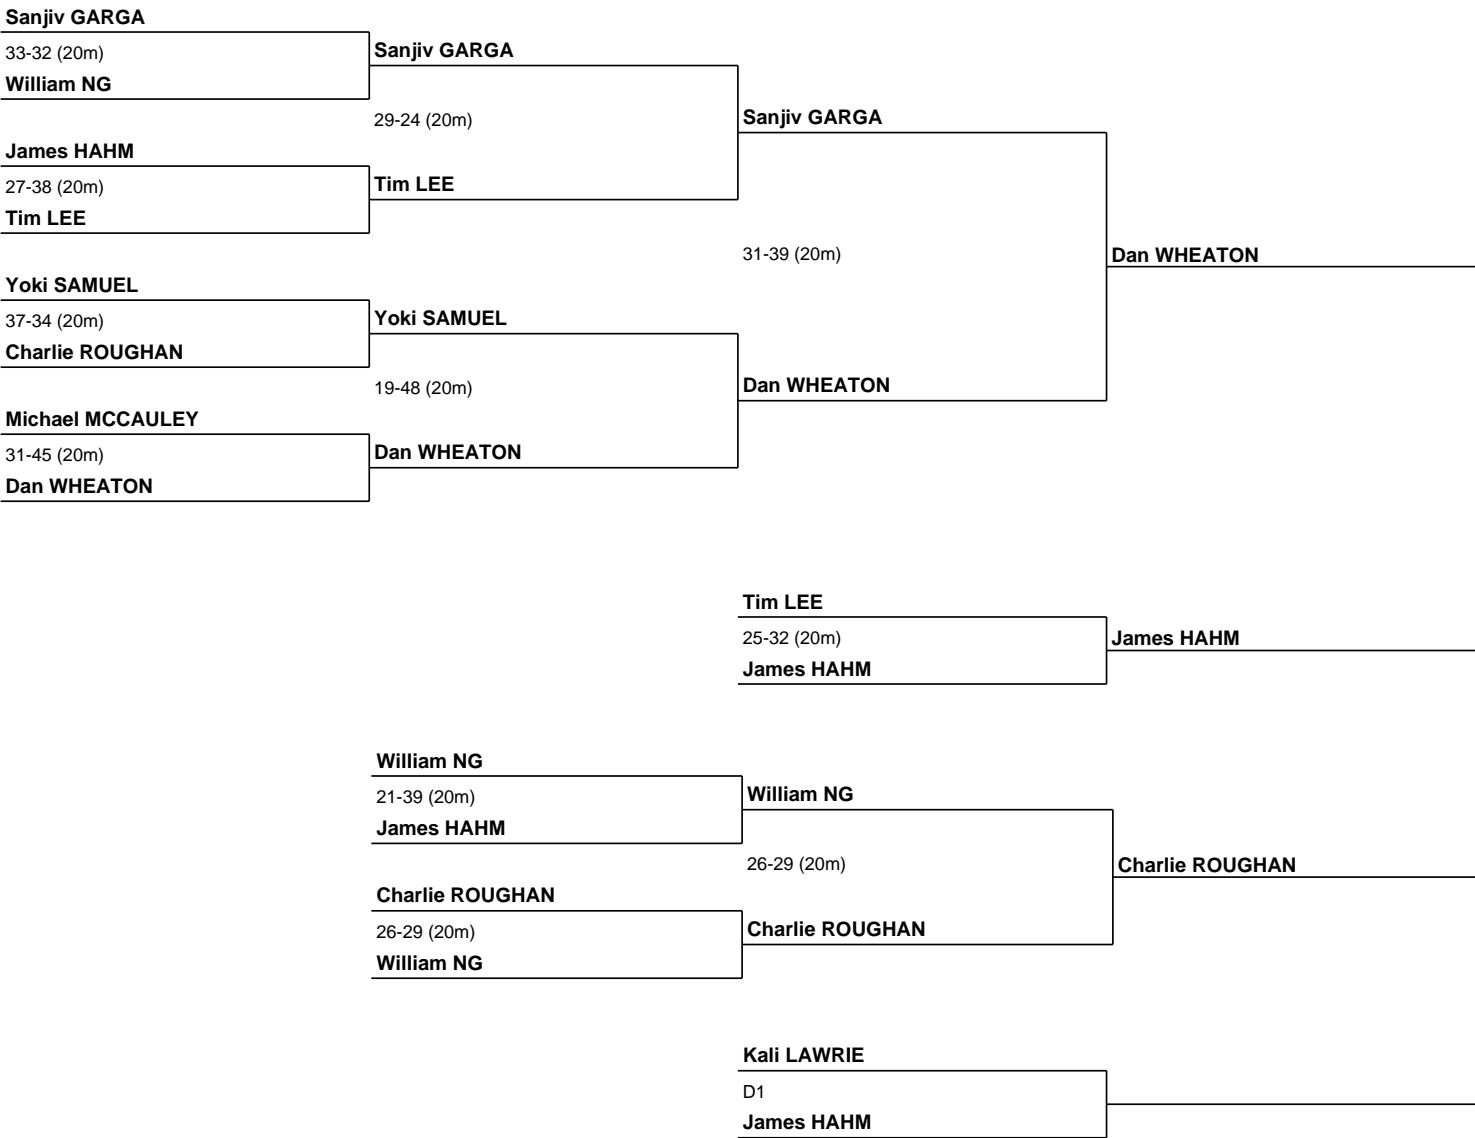 Sanjiv GARGA
33-32 (20m)
William NG
Sanjiv GARGA
29-24 (20m)
James HAHM
27-38 (20m)
Tim LEE
Tim LEE
Sanjiv GARGA
31-39 (20m)
Yoki SAMUEL
37-34 (20m)
Charlie ROUGHAN
Yoki SAMUEL
19-48 (20m)
Michael MCCAULEY
31-45 (20m)
Dan WHEATON
Dan WHEATON
Dan WHEATON
Dan WHEATON
Tim LEE
25-32 (20m)
James HAHM
James HAHM
William NG
21-39 (20m)
James HAHM
William NG
26-29 (20m)
Charlie ROUGHAN
26-29 (20m)
William NG
Charlie ROUGHAN
Charlie ROUGHAN
Kali LAWRIE
D1
James HAHM